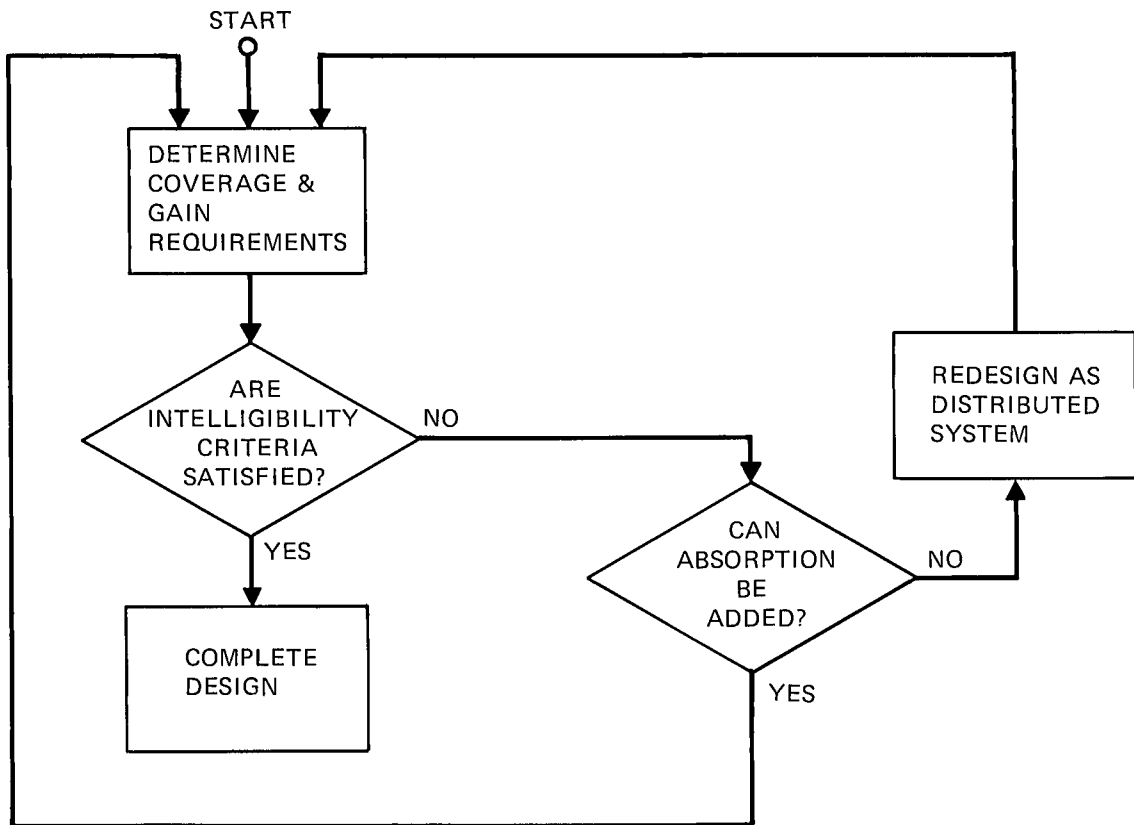 START
DETERMINE
COVERAGE &
GAIN
REQUIREMENTS
ARE
INTELLIGIBILITY
CRITERIA
SATISFIED?
NO
YES
COMPLETE
DESIGN
CAN
ABSORPTION
BE
ADDED?
NO
YES
REDESIGN AS
DISTRIBUTED
SYSTEM